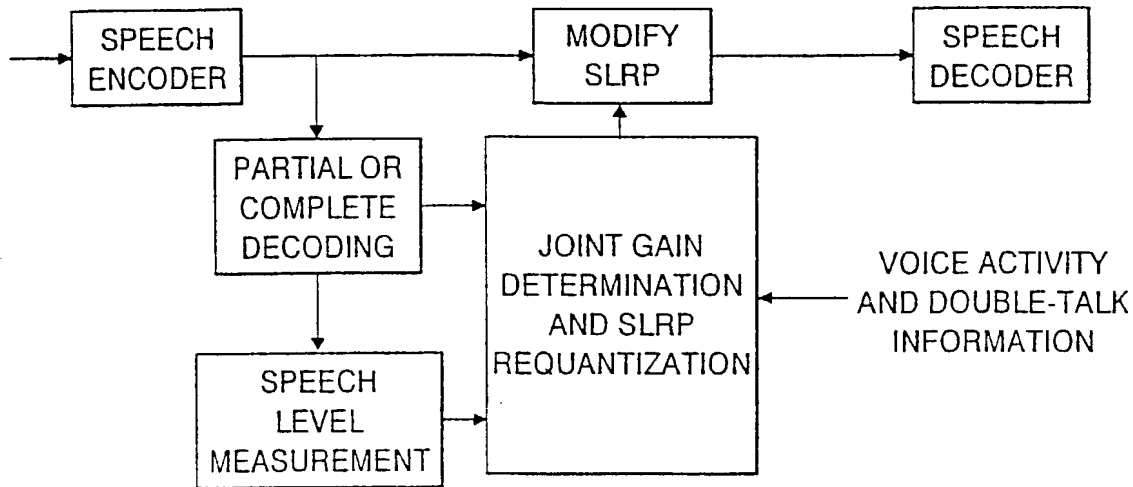 SPEECH
ENCODER
MODIFY
SLRP
SPEECH
DECODER
PARTIAL OR
COMPLETE
DECODING
JOINT GAIN
DETERMINATION
AND SLRP
REQUANTIZATION
VOICE ACTIVITY
AND DOUBLE-TALK
INFORMATION
SPEECH
LEVEL
MEASUREMENT